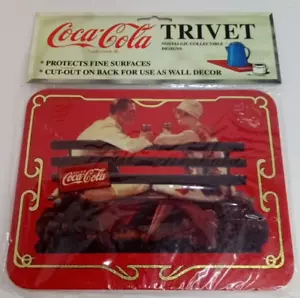 Coca-Cola TRIVET
NOSTALGIC COLLECTIBLE
DESIGNS
* PROTECTS FINE SURFACES
* CUT-OUT ON BACK FOR USE AS WALL DECOR
Coca-Cola